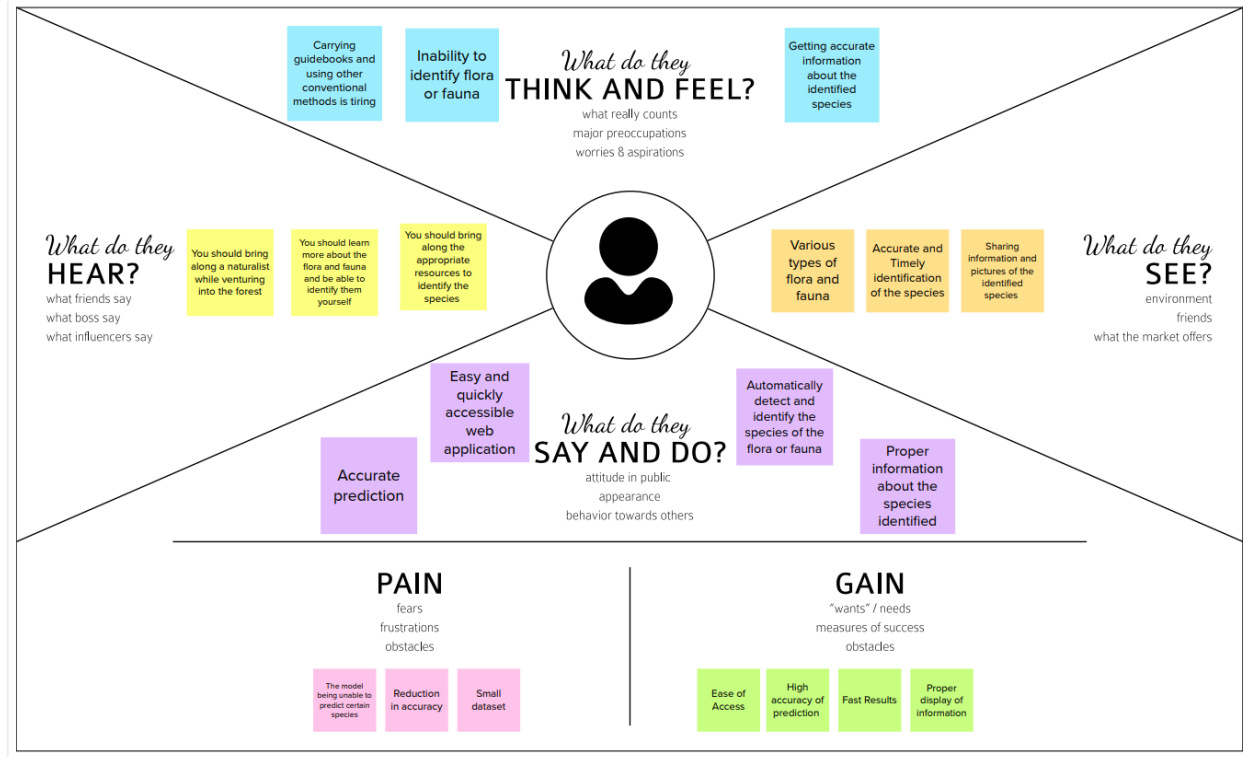 Carrying
guidebooks and
using other
conventional
methods is tiring
Inability to
identify flora
or fauna
What do they
THINK AND FEEL?
what really counts
major preoccupations
worries & aspirations
Getting accurate
information
about the
identified
species
What do they
HEAR?
what friends say
what boss say
what influencers say
You should bring
along a naturalist
while venturing
into the forest
You should learn
more about the
flora and fauna
and be able to
identify them
yourself
You should bring
along the
appropriate
resources to
identify the
species
Various
types of
flora and
fauna
Accurate and
Timely
identification
of the species
Sharing
information and
pictures of the
identified
species
What do they
SEE?
environment
friends
what the market offers
Accurate
prediction
Easy and
quickly
accessible
web
application
What do they
SAY AND DO?
attitude in public
appearance
behavior towards others
Automatically
detect and
identify the
species of the
flora or fauna
Proper
information
about the
species
identified
PAIN
fears
frustrations
obstacles
The model
being unable to
predict certain
species
Reduction
in accuracy
Small
dataset
GAIN
"wants" / needs
measures of success
obstacles
Ease of
Access
High
accuracy of
prediction
Fast Results
Proper
display of
information